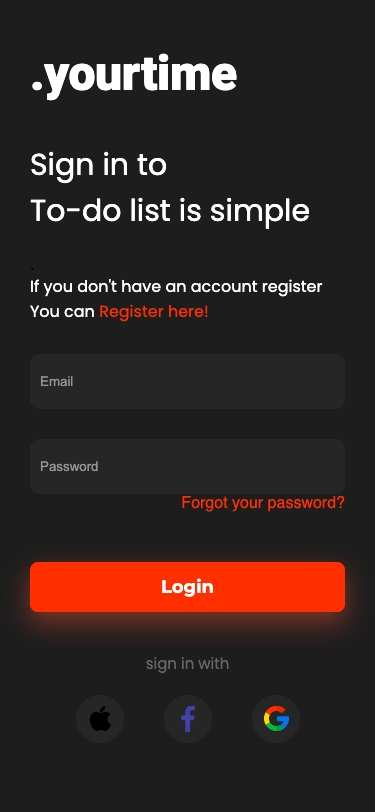 .yourtime
Sign in to
To-do list is simple
.
If you don't have an account register
You can Register here!
Email
Password
Forgot your password?
Login
sign in with